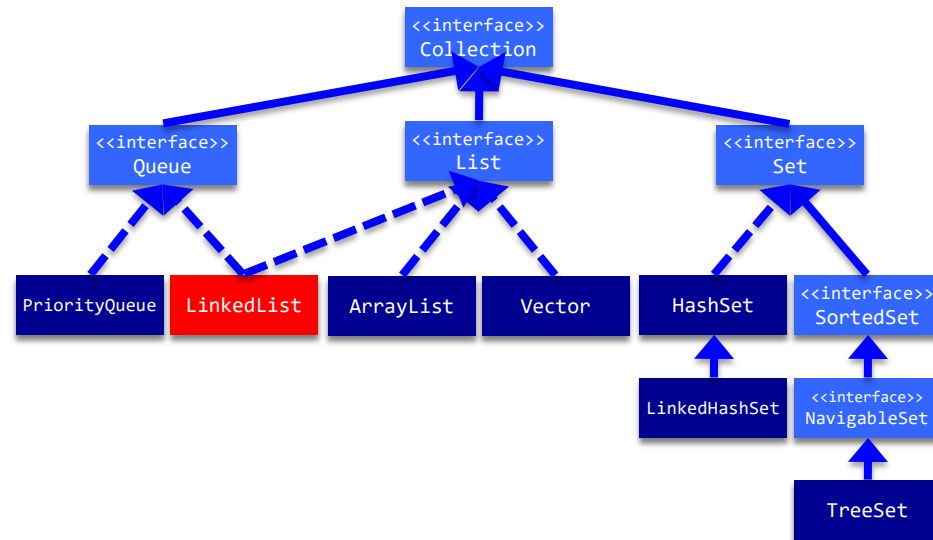 <<interface>>
Collection
<<interface>>
Queue
<<interface>>
List
<<interface>>
Set
PriorityQueue
LinkedList
ArrayList
Vector
HashSet
<<interface>>
SortedSet
LinkedHashSet
<<interface>>
NavigableSet
TreeSet